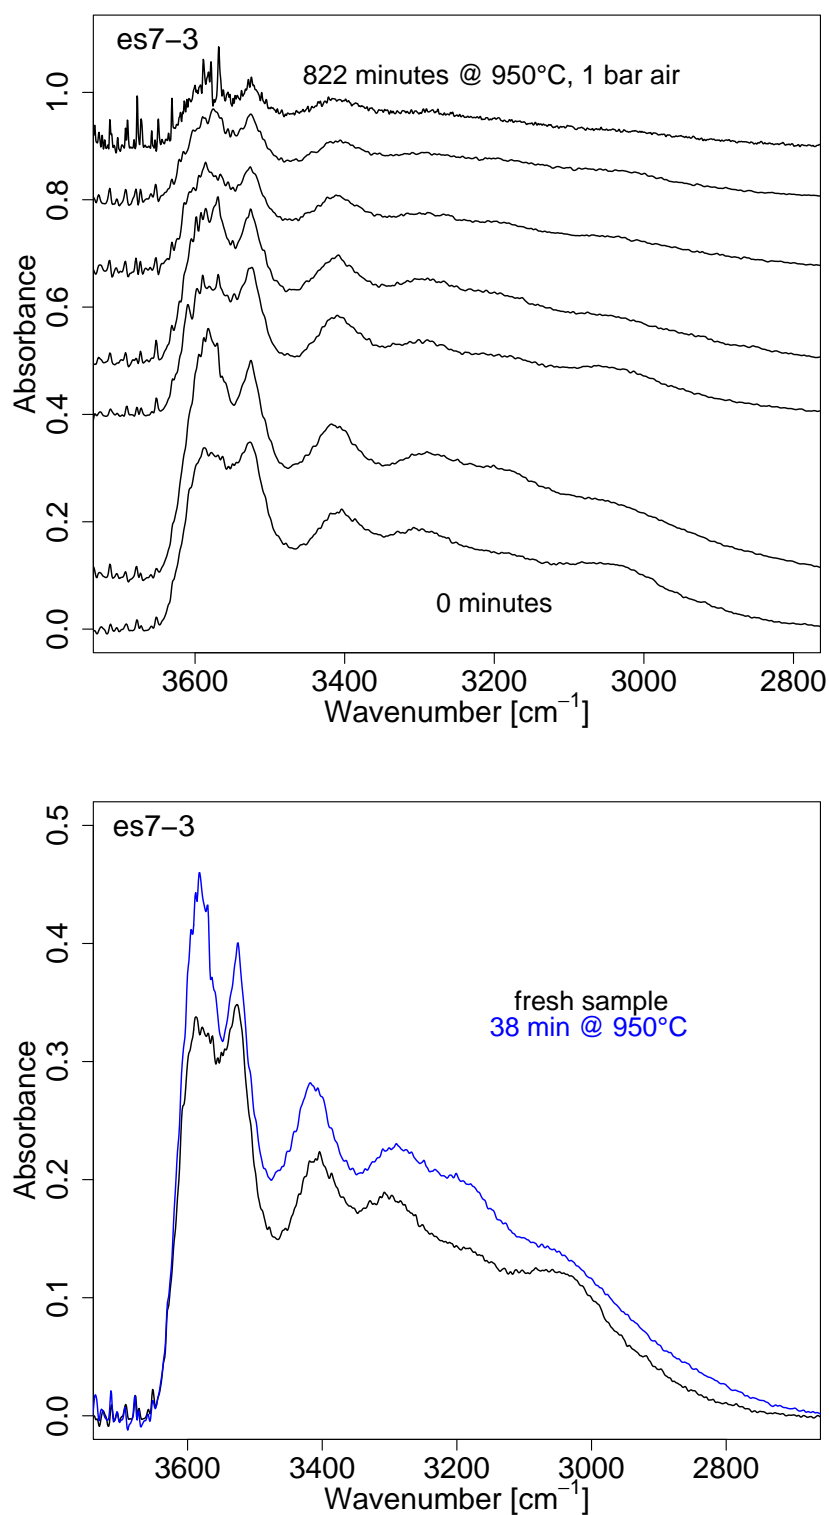 es7−3
822 minutes @ 950°C, 1 bar air
0 minutes
Absorbance
0.0 0.2 0.4 0.6 0.8 1.0
3600 3400 3200 3000 2800
Wavenumber [cm⁻¹]
es7−3
fresh sample
38 min @ 950°C
Absorbance
0.0 0.1 0.2 0.3 0.4 0.5
3600 3400 3200 3000 2800
Wavenumber [cm⁻¹]